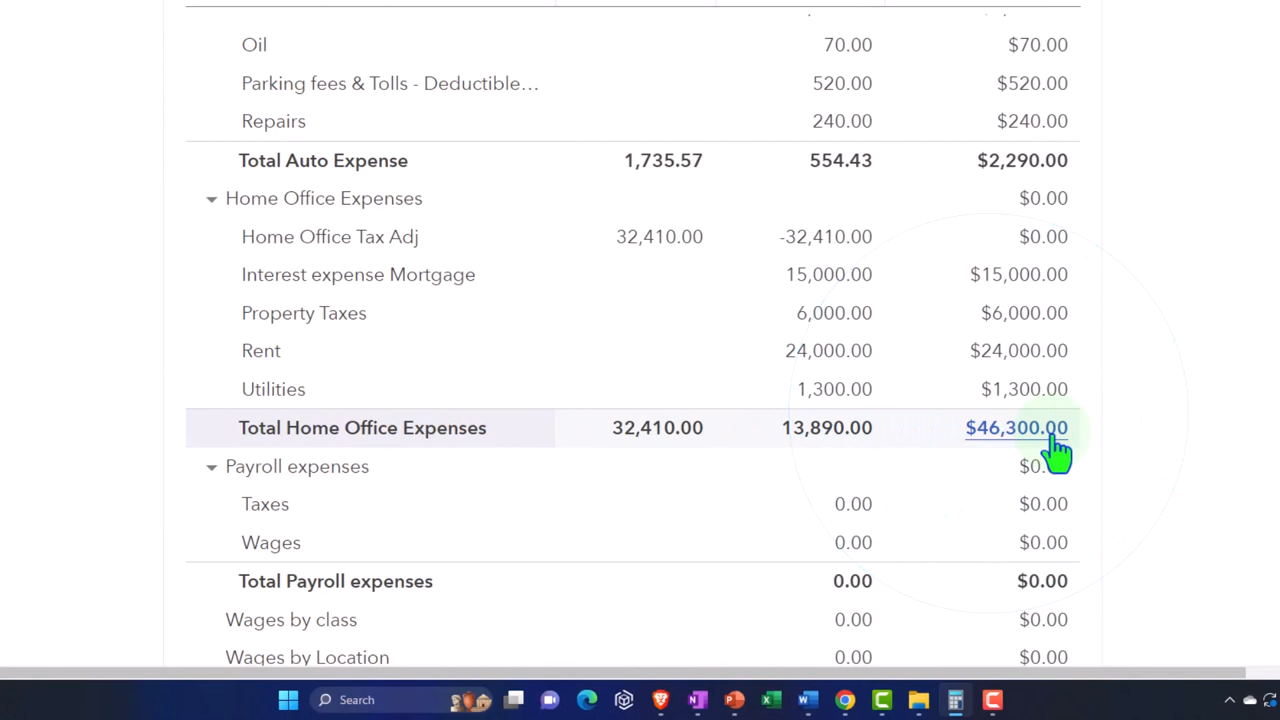 Oil 70.00 $70.00
Parking fees & Tolls - Deductible… 520.00 $520.00
Repairs 240.00 $240.00
Total Auto Expense 1,735.57 554.43 $2,290.00
Home Office Expenses $0.00
Home Office Tax Adj 32,410.00 -32,410.00 $0.00
Interest expense Mortgage 15,000.00 $15,000.00
Property Taxes 6,000.00 $6,000.00
Rent 24,000.00 $24,000.00
Utilities 1,300.00 $1,300.00
Total Home Office Expenses 32,410.00 13,890.00 $46,300.00
Payroll expenses
Taxes 0.00 $0.00
Wages 0.00 $0.00
Total Payroll expenses 0.00 $0.00
Wages by class 0.00 $0.00
Wages by Location 0.00 $0.00
Search